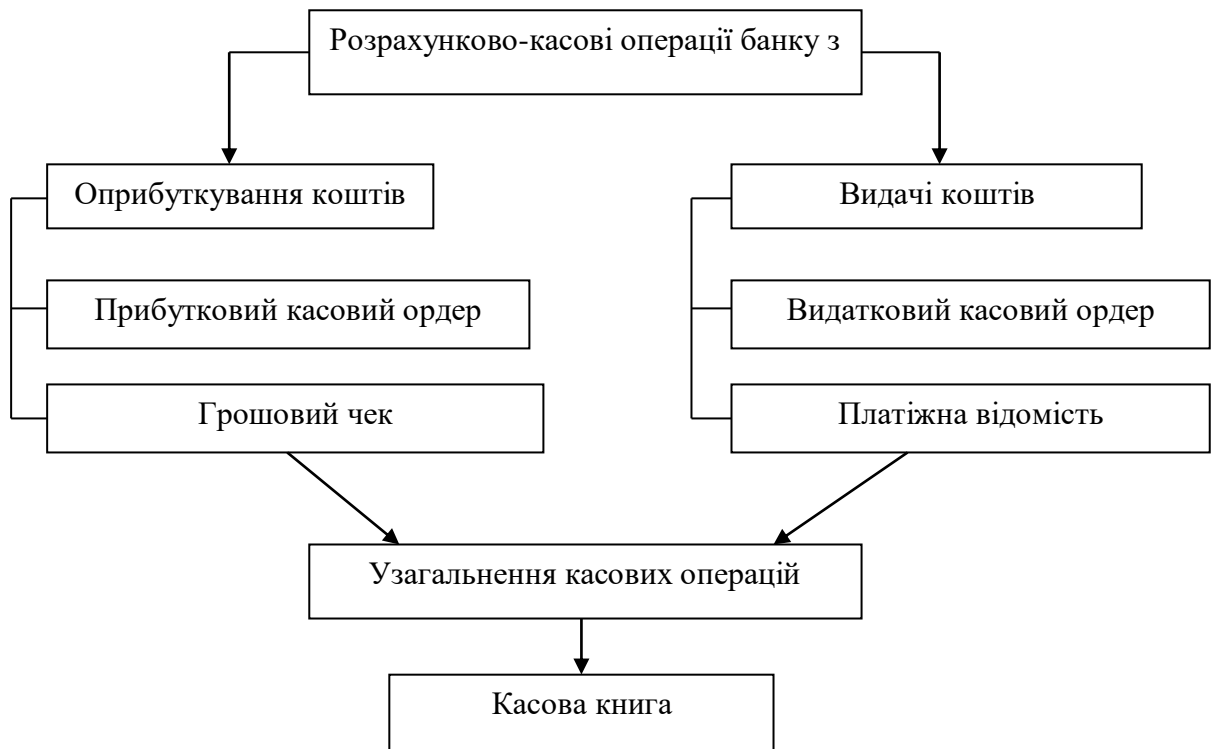 Розрахунково-касові операції банку з
Оприбуткування коштів
Видачі коштів
Прибутковий касовий ордер
Видатковий касовий ордер
Грошовий чек
Платіжна відомість
Узагальнення касових операцій
Касова книга